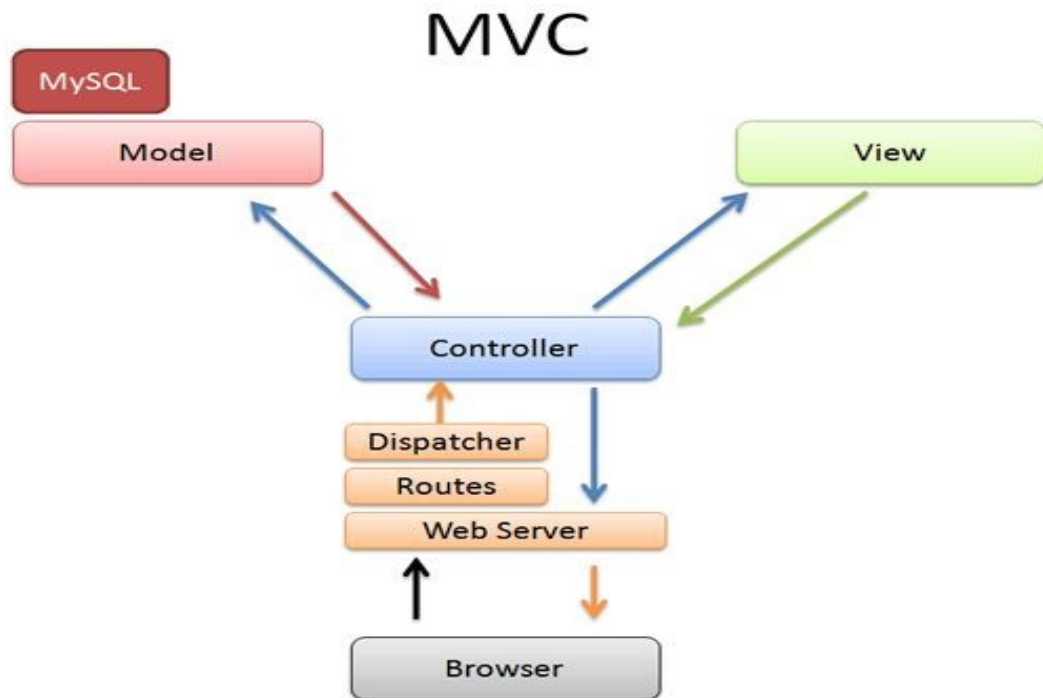 MVC
MySQL
Model
View
Controller
Dispatcher
Routes
Web Server
Browser